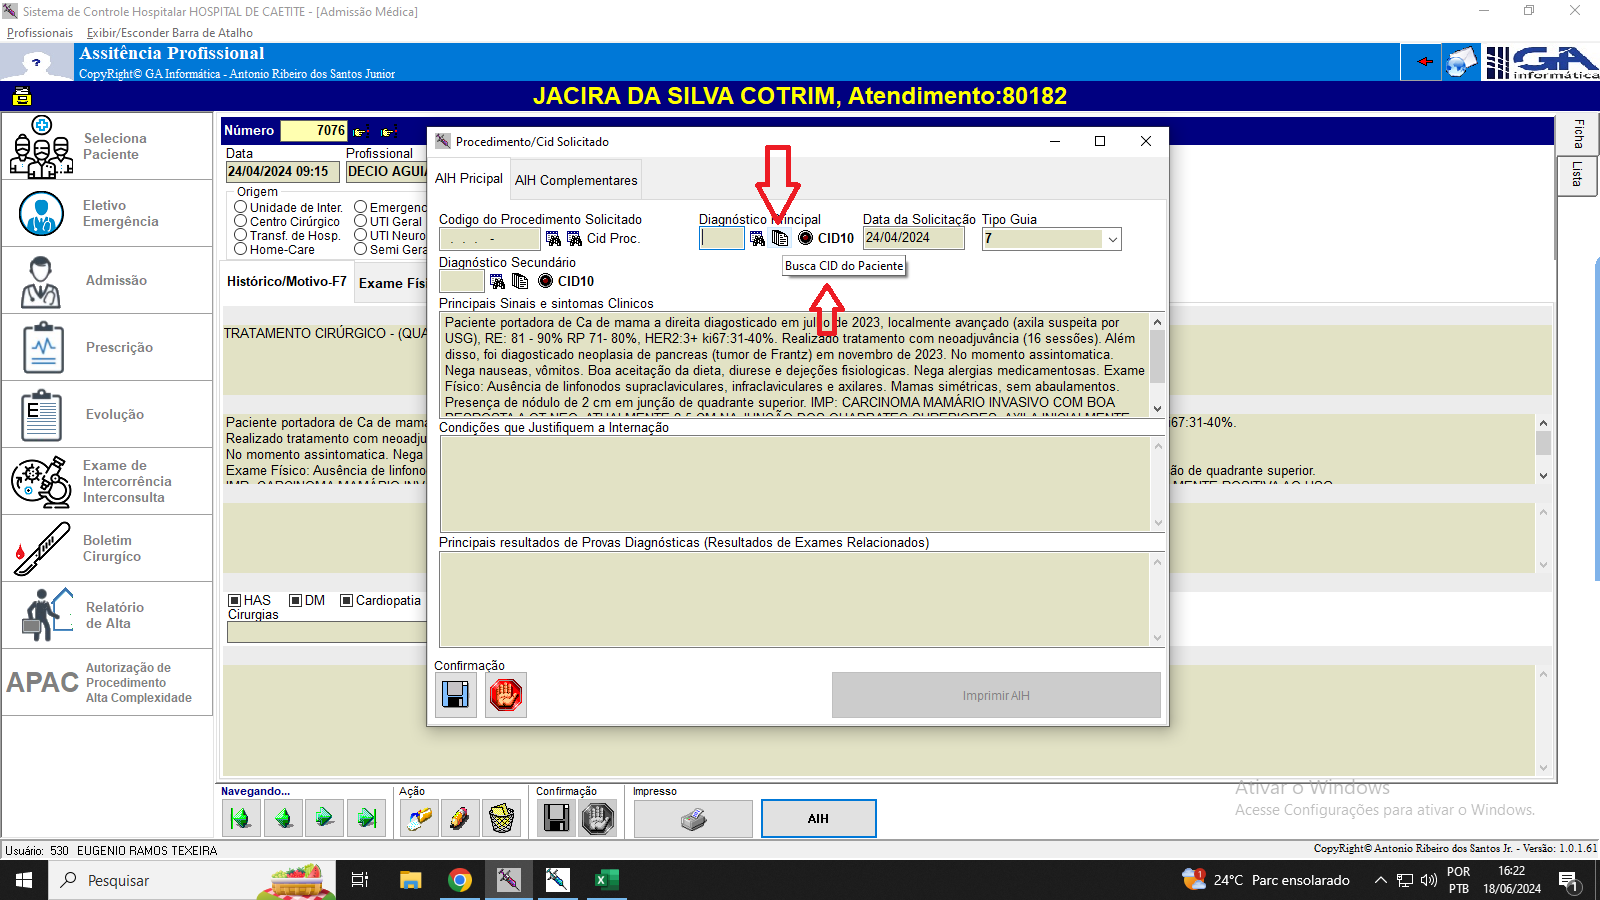 Sistema de Controle Hospitalar HOSPITAL DE CAETITE - [Admissão Médica]
Profissionais Exibir/Esconder Barra de Atalho
?
Assitência Profissional
CopyRight© GA Informática - Antonio Ribeiro dos Santos Junior
GA
informática
JACIRA DA SILVA COTRIM, Atendimento:80182
Seleciona
Paciente
Eletivo
Emergência
Admissão
Prescrição
Evolução
Exame de
Intercorrência
Interconsulta
Boletim
Cirurgíco
Relatório
de Alta
APAC
Autorização de
Procedimento
Alta Complexidade
Número 7076
Data Profissional
24/04/2024 09:15 DECIO AGUI
Origem
Unidade de Inter. Emergenc
Centro Cirúrgico UTI Geral
Transf. de Hosp. UTI Neuro
Home-Care Semi Gera
Histórico/Motivo-F7 Exame Fís
TRATAMENTO CIRÚRGICO - (QUA
Paciente portadora de Ca de mama
Realizado tratamento com neoadju
No momento assintomatica. Nega
Exame Físico: Ausência de linfono
67:31-40%.
ão de quadrante superior.
HAS DM Cardiopatia
Cirurgias
Ficha
Lista
Procedimento/Cid Solicitado
AIH Pricipal AIH Complementares
Codigo do Procedimento Solicitado Diagnóstico Principal Data da Solicitação Tipo Guia
. . . - Cid Proc. CID10 24/04/2024 7
Diagnóstico Secundário
CID10
Busca CID do Paciente
Principais Sinais e sintomas Clinicos
Paciente portadora de Ca de mama a direita diagosticado em julho de 2023, localmente avançado (axila suspeita por
USG), RE: 81 - 90% RP 71- 80%, HER2:3+ ki67:31-40%. Realizado tratamento com neoadjuvância (16 sessões). Além
disso, foi diagosticado neoplasia de pancreas (tumor de Frantz) em novembro de 2023. No momento assintomatica.
Nega nauseas, vômitos. Boa aceitação da dieta, diurese e dejeções fisiologicas. Nega alergias medicamentosas. Exame
Físico: Ausência de linfonodos supraclaviculares, infraclaviculares e axilares. Mamas simétricas, sem abaulamentos.
Presença de nódulo de 2 cm em junção de quadrante superior. IMP: CARCINOMA MAMÁRIO INVASIVO COM BOA
Condições que Justifiquem a Internação
Principais resultados de Provas Diagnósticas (Resultados de Exames Relacionados)
Confirmação
Imprimir AIH
Navegando... Ação Confirmação Impresso
AIH
Ativar o Windows
Acesse Configurações para ativar o Windows.
Usuário: 530 EUGENIO RAMOS TEXEIRA
CopyRight© Antonio Ribeiro dos Santos Jr. - Versão: 1.0.1.61
Pesquisar
24°C Parc ensolarado
POR
PTB
16:22
18/06/2024
1
1